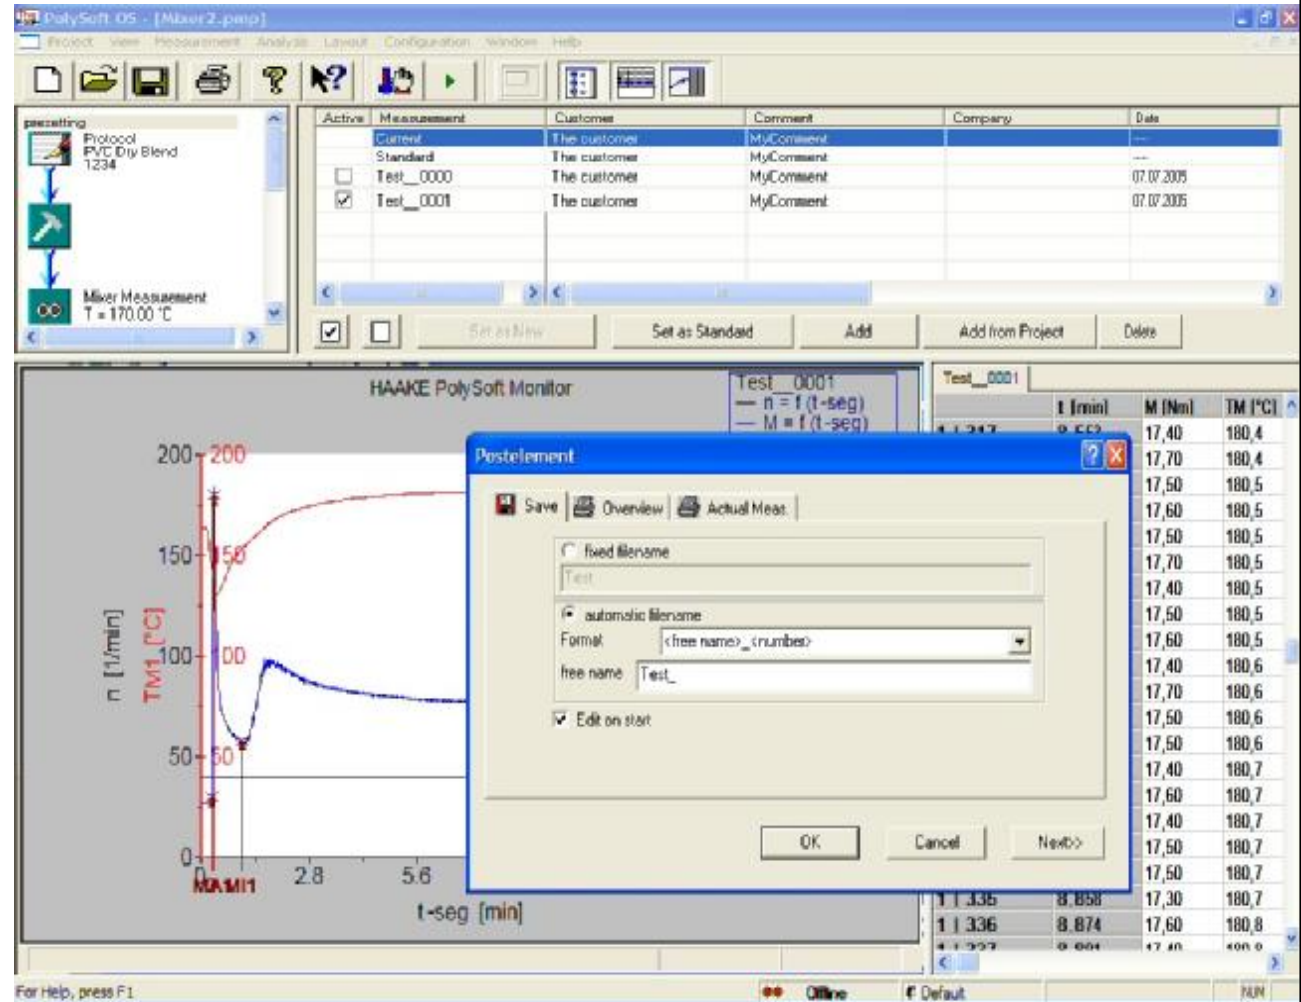 PolySoft OS - [Mixer2.pmp]
Project View Measurement Analysis Layout Configuration Window Help
presetting
Protocol
PVC Dry Blend
1234
Mixer Measurement
T = 170.00 °C
Active Measurement Customer Comment Company Date
Current The customer MyComment ---
Standard The customer MyComment ---
Test__0000 The customer MyComment 07.07.2005
Test__0001 The customer MyComment 07.07.2005
Set as New Set as Standard Add Add from Project Delete
HAAKE PolySoft Monitor
Test__0001
n = f (t-seg)
M = f (t-seg)
200 200
150 150
100 100
50 50
0
2.8 5.6
n [1/min]
TM1 [°C]
MI1
t-seg [min]
Postelement
Save Overview Actual Meas.
fixed filename
Test
automatic filename
Format <free name>_<number>
free name Test_
Edit on start
OK Cancel Next>>
Test__0001
t [min] M [Nm] TM [°C]
17,40 180,4
17,70 180,4
17,50 180,5
17,60 180,5
17,50 180,5
17,70 180,5
17,40 180,5
17,50 180,5
17,60 180,5
17,40 180,6
17,70 180,6
17,50 180,6
17,50 180,6
17,40 180,7
17,60 180,7
17,40 180,7
17,50 180,7
17,50 180,7
1 | 335 8.858 17,30 180,7
1 | 336 8.874 17,60 180,8
For Help, press F1 Offline Default NUM